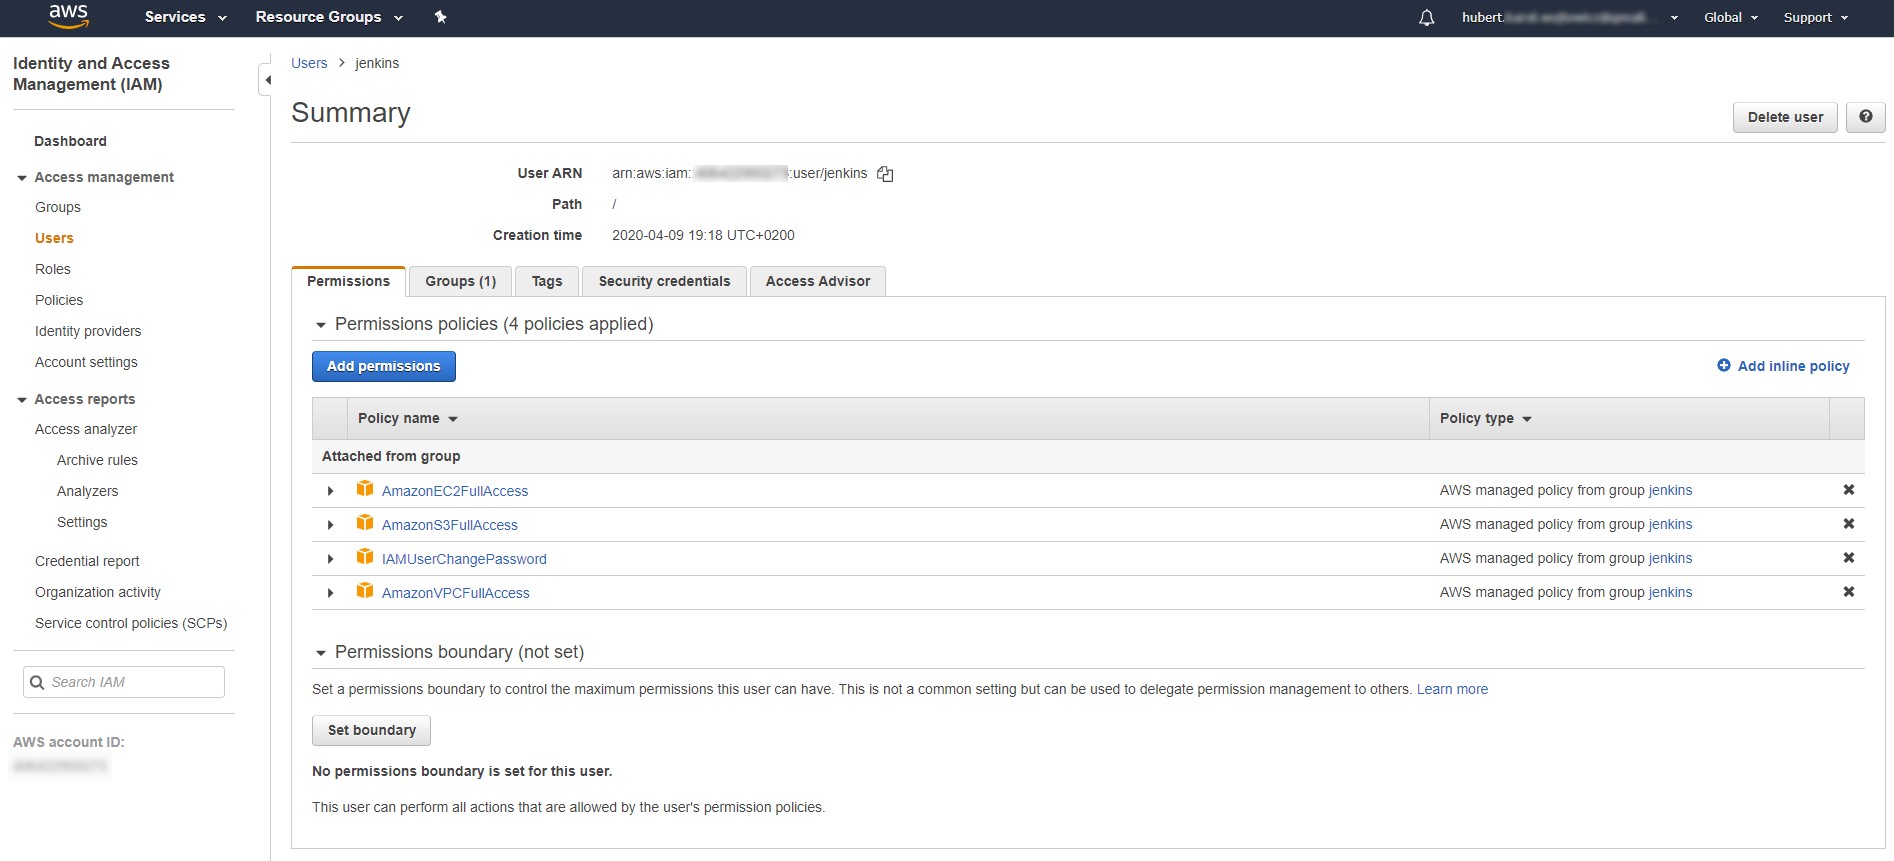 aws Services Resource Groups hubert. Global Support
Identity and Access
Management (IAM)
Dashboard
Access management
Groups
Users
Roles
Policies
Identity providers
Account settings
Access reports
Access analyzer
Archive rules
Analyzers
Settings
Credential report
Organization activity
Service control policies (SCPs)
Search IAM
AWS account ID:
Users > jenkins
Summary
Delete user
User ARN arn:aws:iam: :user/jenkins
Path /
Creation time 2020-04-09 19:18 UTC+0200
Permissions Groups (1) Tags Security credentials Access Advisor
Permissions policies (4 policies applied)
Add permissions Add inline policy
Policy name Policy type
Attached from group
AmazonEC2FullAccess AWS managed policy from group jenkins
AmazonS3FullAccess AWS managed policy from group jenkins
IAMUserChangePassword AWS managed policy from group jenkins
AmazonVPCFullAccess AWS managed policy from group jenkins
Permissions boundary (not set)
Set a permissions boundary to control the maximum permissions this user can have. This is not a common setting but can be used to delegate permission management to others. Learn more
Set boundary
No permissions boundary is set for this user.
This user can perform all actions that are allowed by the user's permission policies.